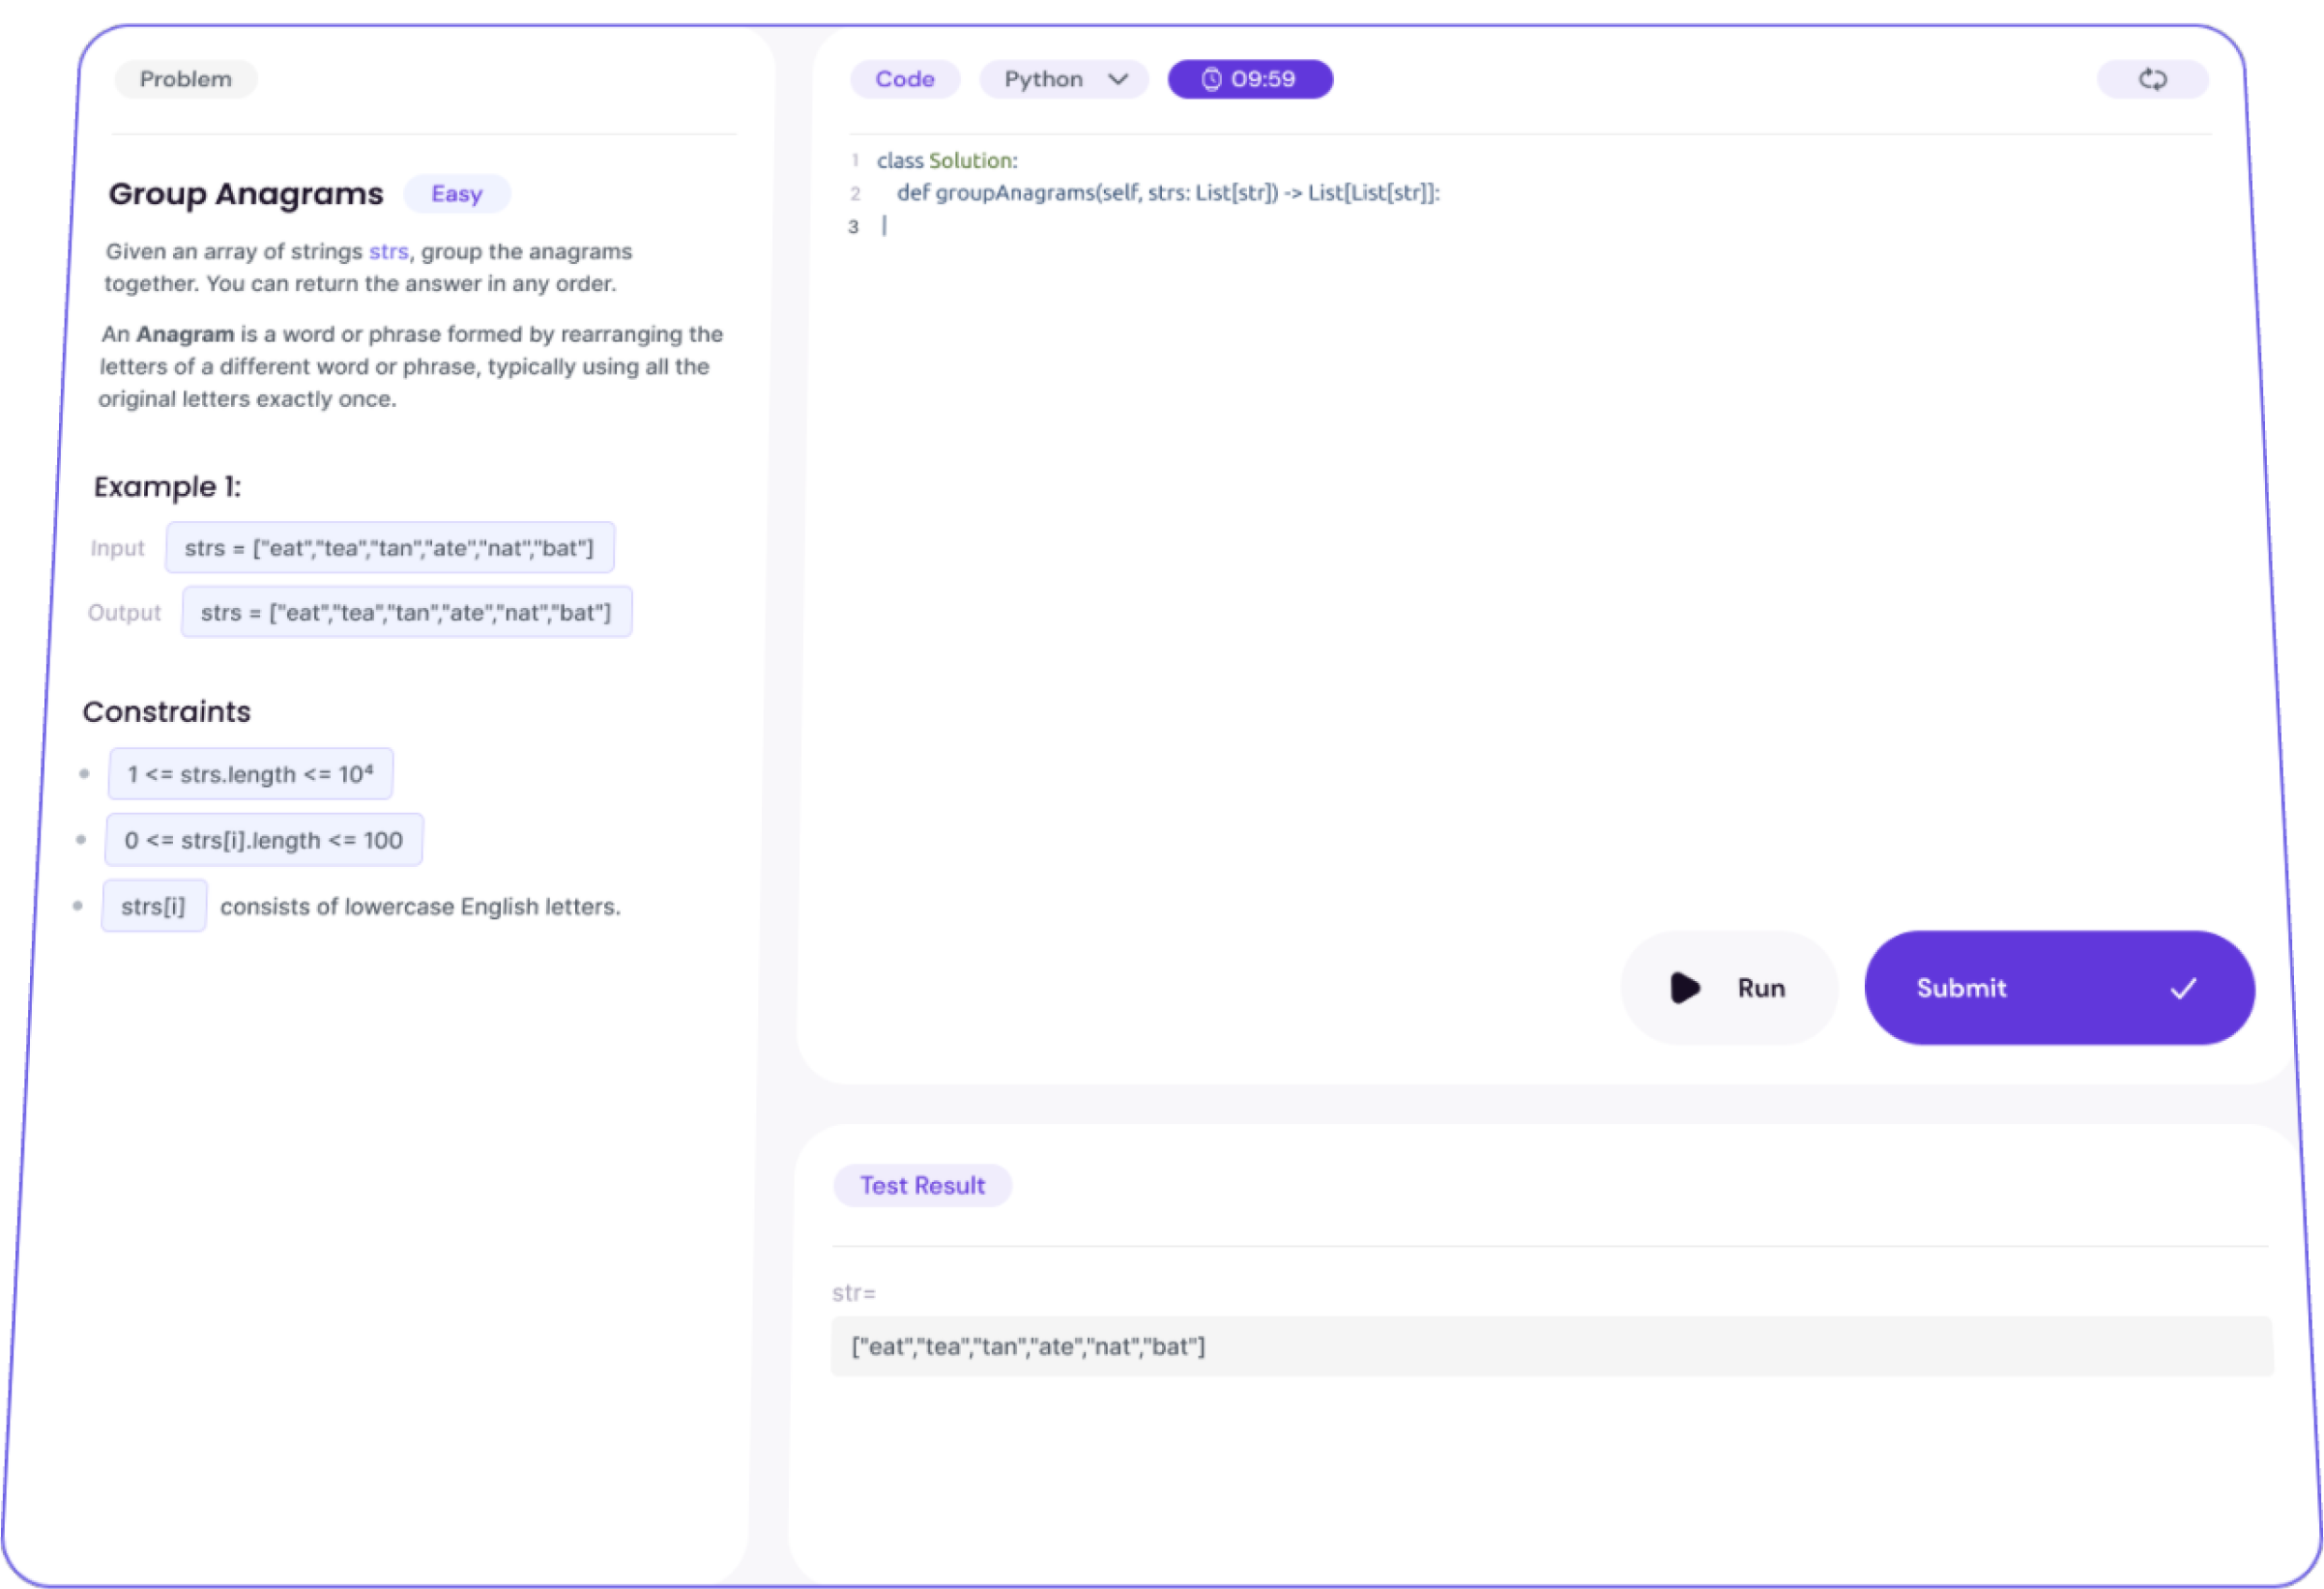 Problem
Group Anagrams Easy
Given an array of strings strs, group the anagrams
together. You can return the answer in any order.
An Anagram is a word or phrase formed by rearranging the
letters of a different word or phrase, typically using all the
original letters exactly once.
Example 1:
Input strs = ["eat","tea","tan","ate","nat","bat"]
Output strs = ["eat","tea","tan","ate","nat","bat"]
Constraints
1 <= strs.length <= 10⁴
0 <= strs[i].length <= 100
strs[i] consists of lowercase English letters.
Code Python 09:59
1 class Solution:
2 def groupAnagrams(self, strs: List[str]) -> List[List[str]]:
3
Run Submit
Test Result
str=
["eat","tea","tan","ate","nat","bat"]